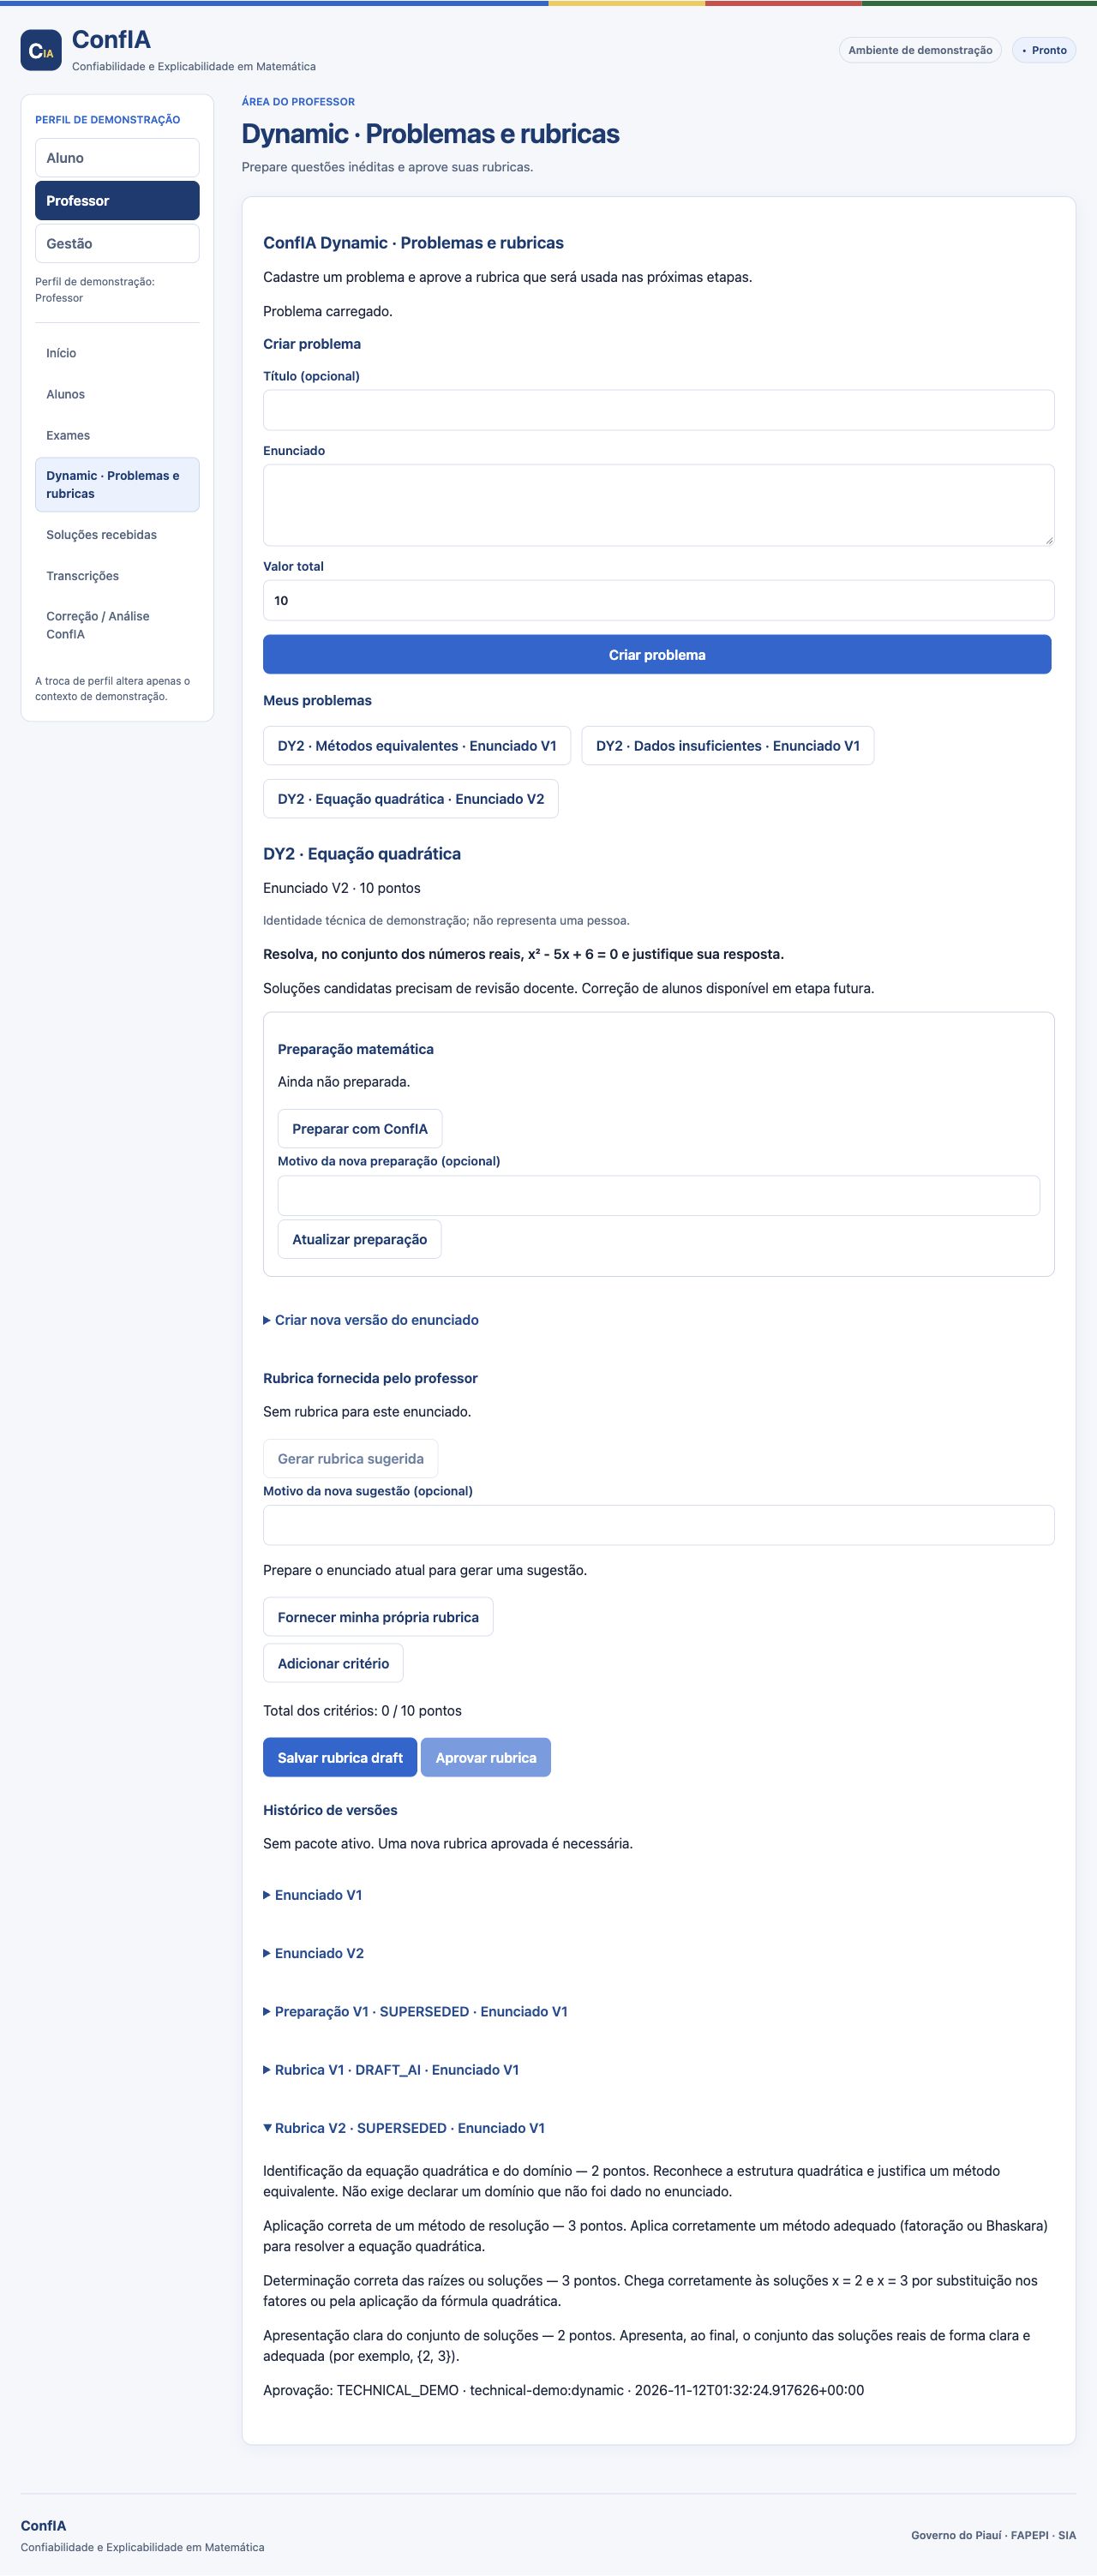 CIA
ConfIA
Confiabilidade e Explicabilidade em Matemática
Ambiente de demonstração
• Pronto
PERFIL DE DEMONSTRAÇÃO
Aluno
Professor
Gestão
Perfil de demonstração:
Professor
Início
Alunos
Exames
Dynamic · Problemas e
rubricas
Soluções recebidas
Transcrições
Correção / Análise
ConfIA
A troca de perfil altera apenas o
contexto de demonstração.
ÁREA DO PROFESSOR
Dynamic · Problemas e rubricas
Prepare questões inéditas e aprove suas rubricas.
ConfIA Dynamic · Problemas e rubricas
Cadastre um problema e aprove a rubrica que será usada nas próximas etapas.
Problema carregado.
Criar problema
Título (opcional)
Enunciado
Valor total
10
Criar problema
Meus problemas
DY2 · Métodos equivalentes · Enunciado V1
DY2 · Dados insuficientes · Enunciado V1
DY2 · Equação quadrática · Enunciado V2
DY2 · Equação quadrática
Enunciado V2 · 10 pontos
Identidade técnica de demonstração; não representa uma pessoa.
Resolva, no conjunto dos números reais, x² - 5x + 6 = 0 e justifique sua resposta.
Soluções candidatas precisam de revisão docente. Correção de alunos disponível em etapa futura.
Preparação matemática
Ainda não preparada.
Preparar com ConfIA
Motivo da nova preparação (opcional)
Atualizar preparação
▶ Criar nova versão do enunciado
Rubrica fornecida pelo professor
Sem rubrica para este enunciado.
Gerar rubrica sugerida
Motivo da nova sugestão (opcional)
Prepare o enunciado atual para gerar uma sugestão.
Fornecer minha própria rubrica
Adicionar critério
Total dos critérios: 0 / 10 pontos
Salvar rubrica draft
Aprovar rubrica
Histórico de versões
Sem pacote ativo. Uma nova rubrica aprovada é necessária.
▶ Enunciado V1
▶ Enunciado V2
▶ Preparação V1 · SUPERSEDED · Enunciado V1
▶ Rubrica V1 · DRAFT_AI · Enunciado V1
▼ Rubrica V2 · SUPERSEDED · Enunciado V1
Identificação da equação quadrática e do domínio — 2 pontos. Reconhece a estrutura quadrática e justifica um método
equivalente. Não exige declarar um domínio que não foi dado no enunciado.
Aplicação correta de um método de resolução — 3 pontos. Aplica corretamente um método adequado (fatoração ou Bhaskara)
para resolver a equação quadrática.
Determinação correta das raízes ou soluções — 3 pontos. Chega corretamente às soluções x = 2 e x = 3 por substituição nos
fatores ou pela aplicação da fórmula quadrática.
Apresentação clara do conjunto de soluções — 2 pontos. Apresenta, ao final, o conjunto das soluções reais de forma clara e
adequada (por exemplo, {2, 3}).
Aprovação: TECHNICAL_DEMO · technical-demo:dynamic · 2026-11-12T01:32:24.917626+00:00
ConfIA
Confiabilidade e Explicabilidade em Matemática
Governo do Piauí · FAPEPI · SIA